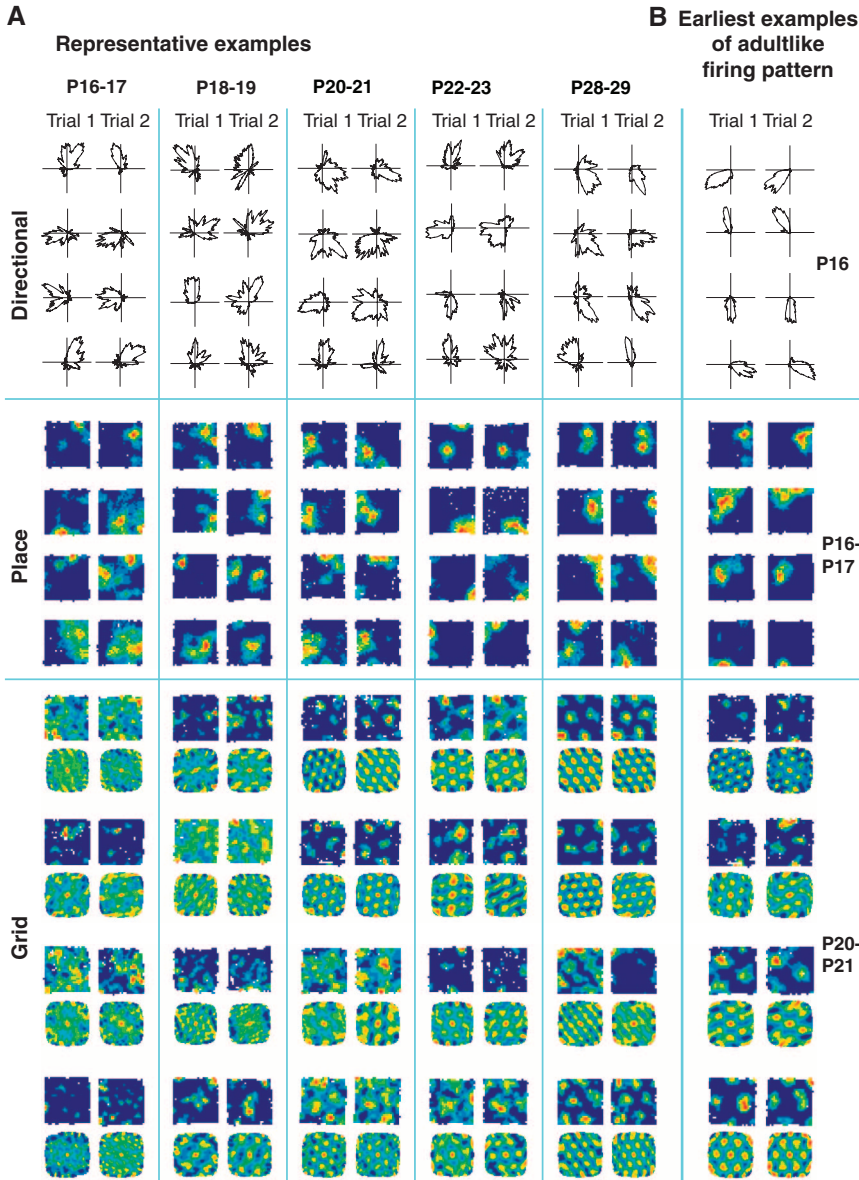 A
Representative examples
B Earliest examples
of adultlike
firing pattern
P16-17 P18-19 P20-21 P22-23 P28-29
Trial 1 Trial 2 Trial 1 Trial 2 Trial 1 Trial 2 Trial 1 Trial 2 Trial 1 Trial 2 Trial 1 Trial 2
Directional
P16
Place
P16-
P17
Grid
P20-
P21